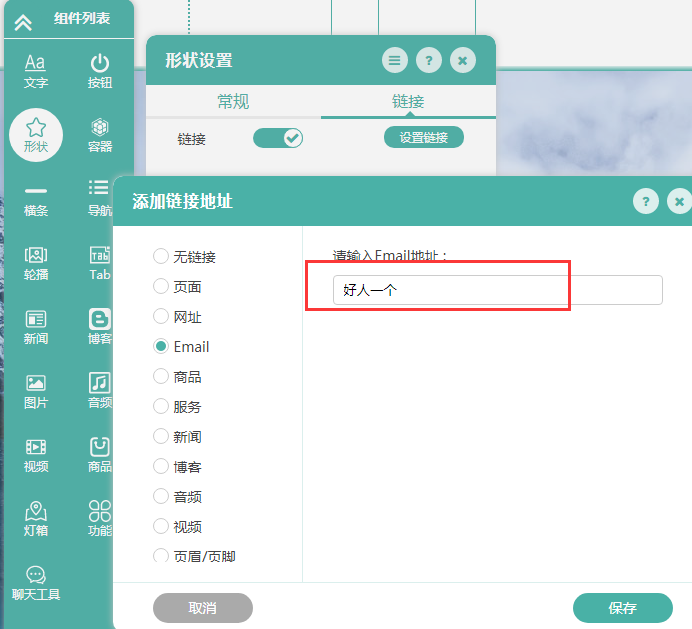 组件列表
Aa
文字
按钮
形状
容器
横条
导航
轮播
Tab
Tab
新闻
博客
图片
音频
视频
商品
灯箱
功能
聊天工具
形状设置
?
常规
链接
链接
设置链接
添加链接地址
?
无链接
页面
网址
Email
商品
服务
新闻
博客
音频
视频
页眉/页脚
请输入Email地址：
好人一个
取消
保存